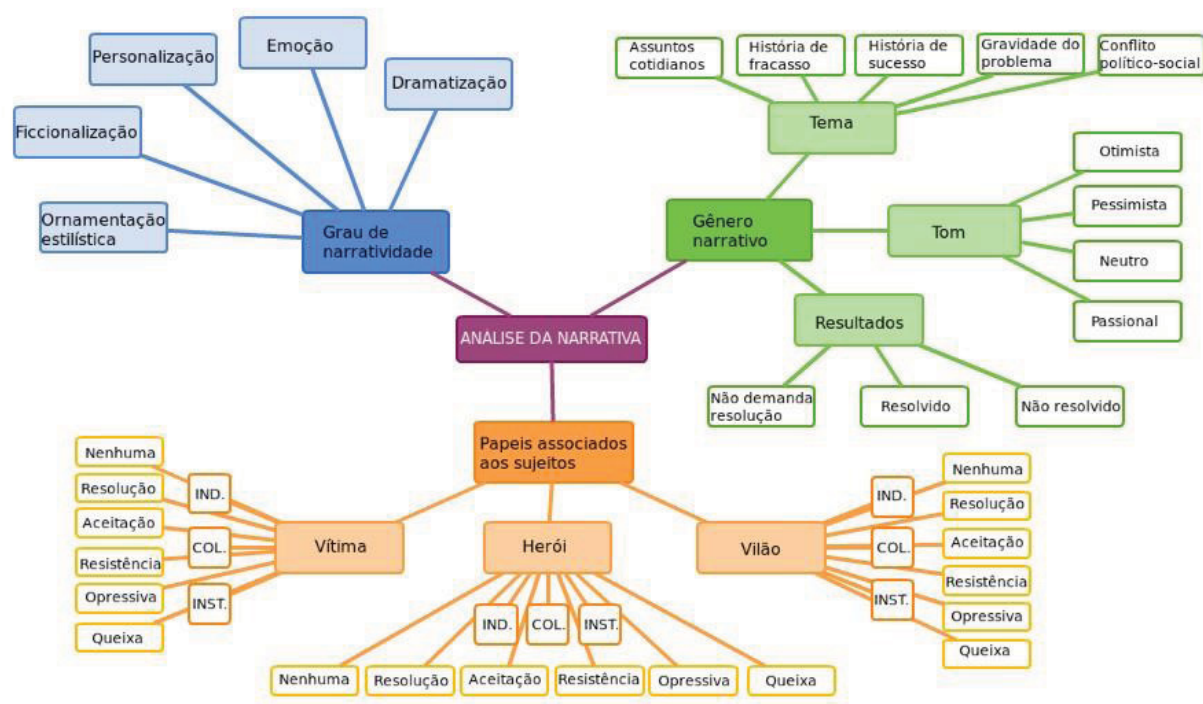 Emoção
Personalização
Dramatização
Ficcionalização
Ornamentação
estilística
Grau de
narratividade
Assuntos
cotidianos
História de
fracasso
História de
sucesso
Gravidade do
problema
Conflito
político-social
Tema
Gênero
narrativo
Tom
Otimista
Pessimista
Neutro
Passional
Resultados
Não demanda
resolução
Resolvido
Não resolvido
ANÁLISE DA NARRATIVA
Papeis associados
aos sujeitos
Vítima
IND.
COL.
INST.
Nenhuma
Resolução
Aceitação
Resistência
Opressiva
Queixa
Herói
IND.
COL.
INST.
Nenhuma
Resolução
Aceitação
Resistência
Opressiva
Queixa
Vilão
IND.
COL.
INST.
Nenhuma
Resolução
Aceitação
Resistência
Opressiva
Queixa